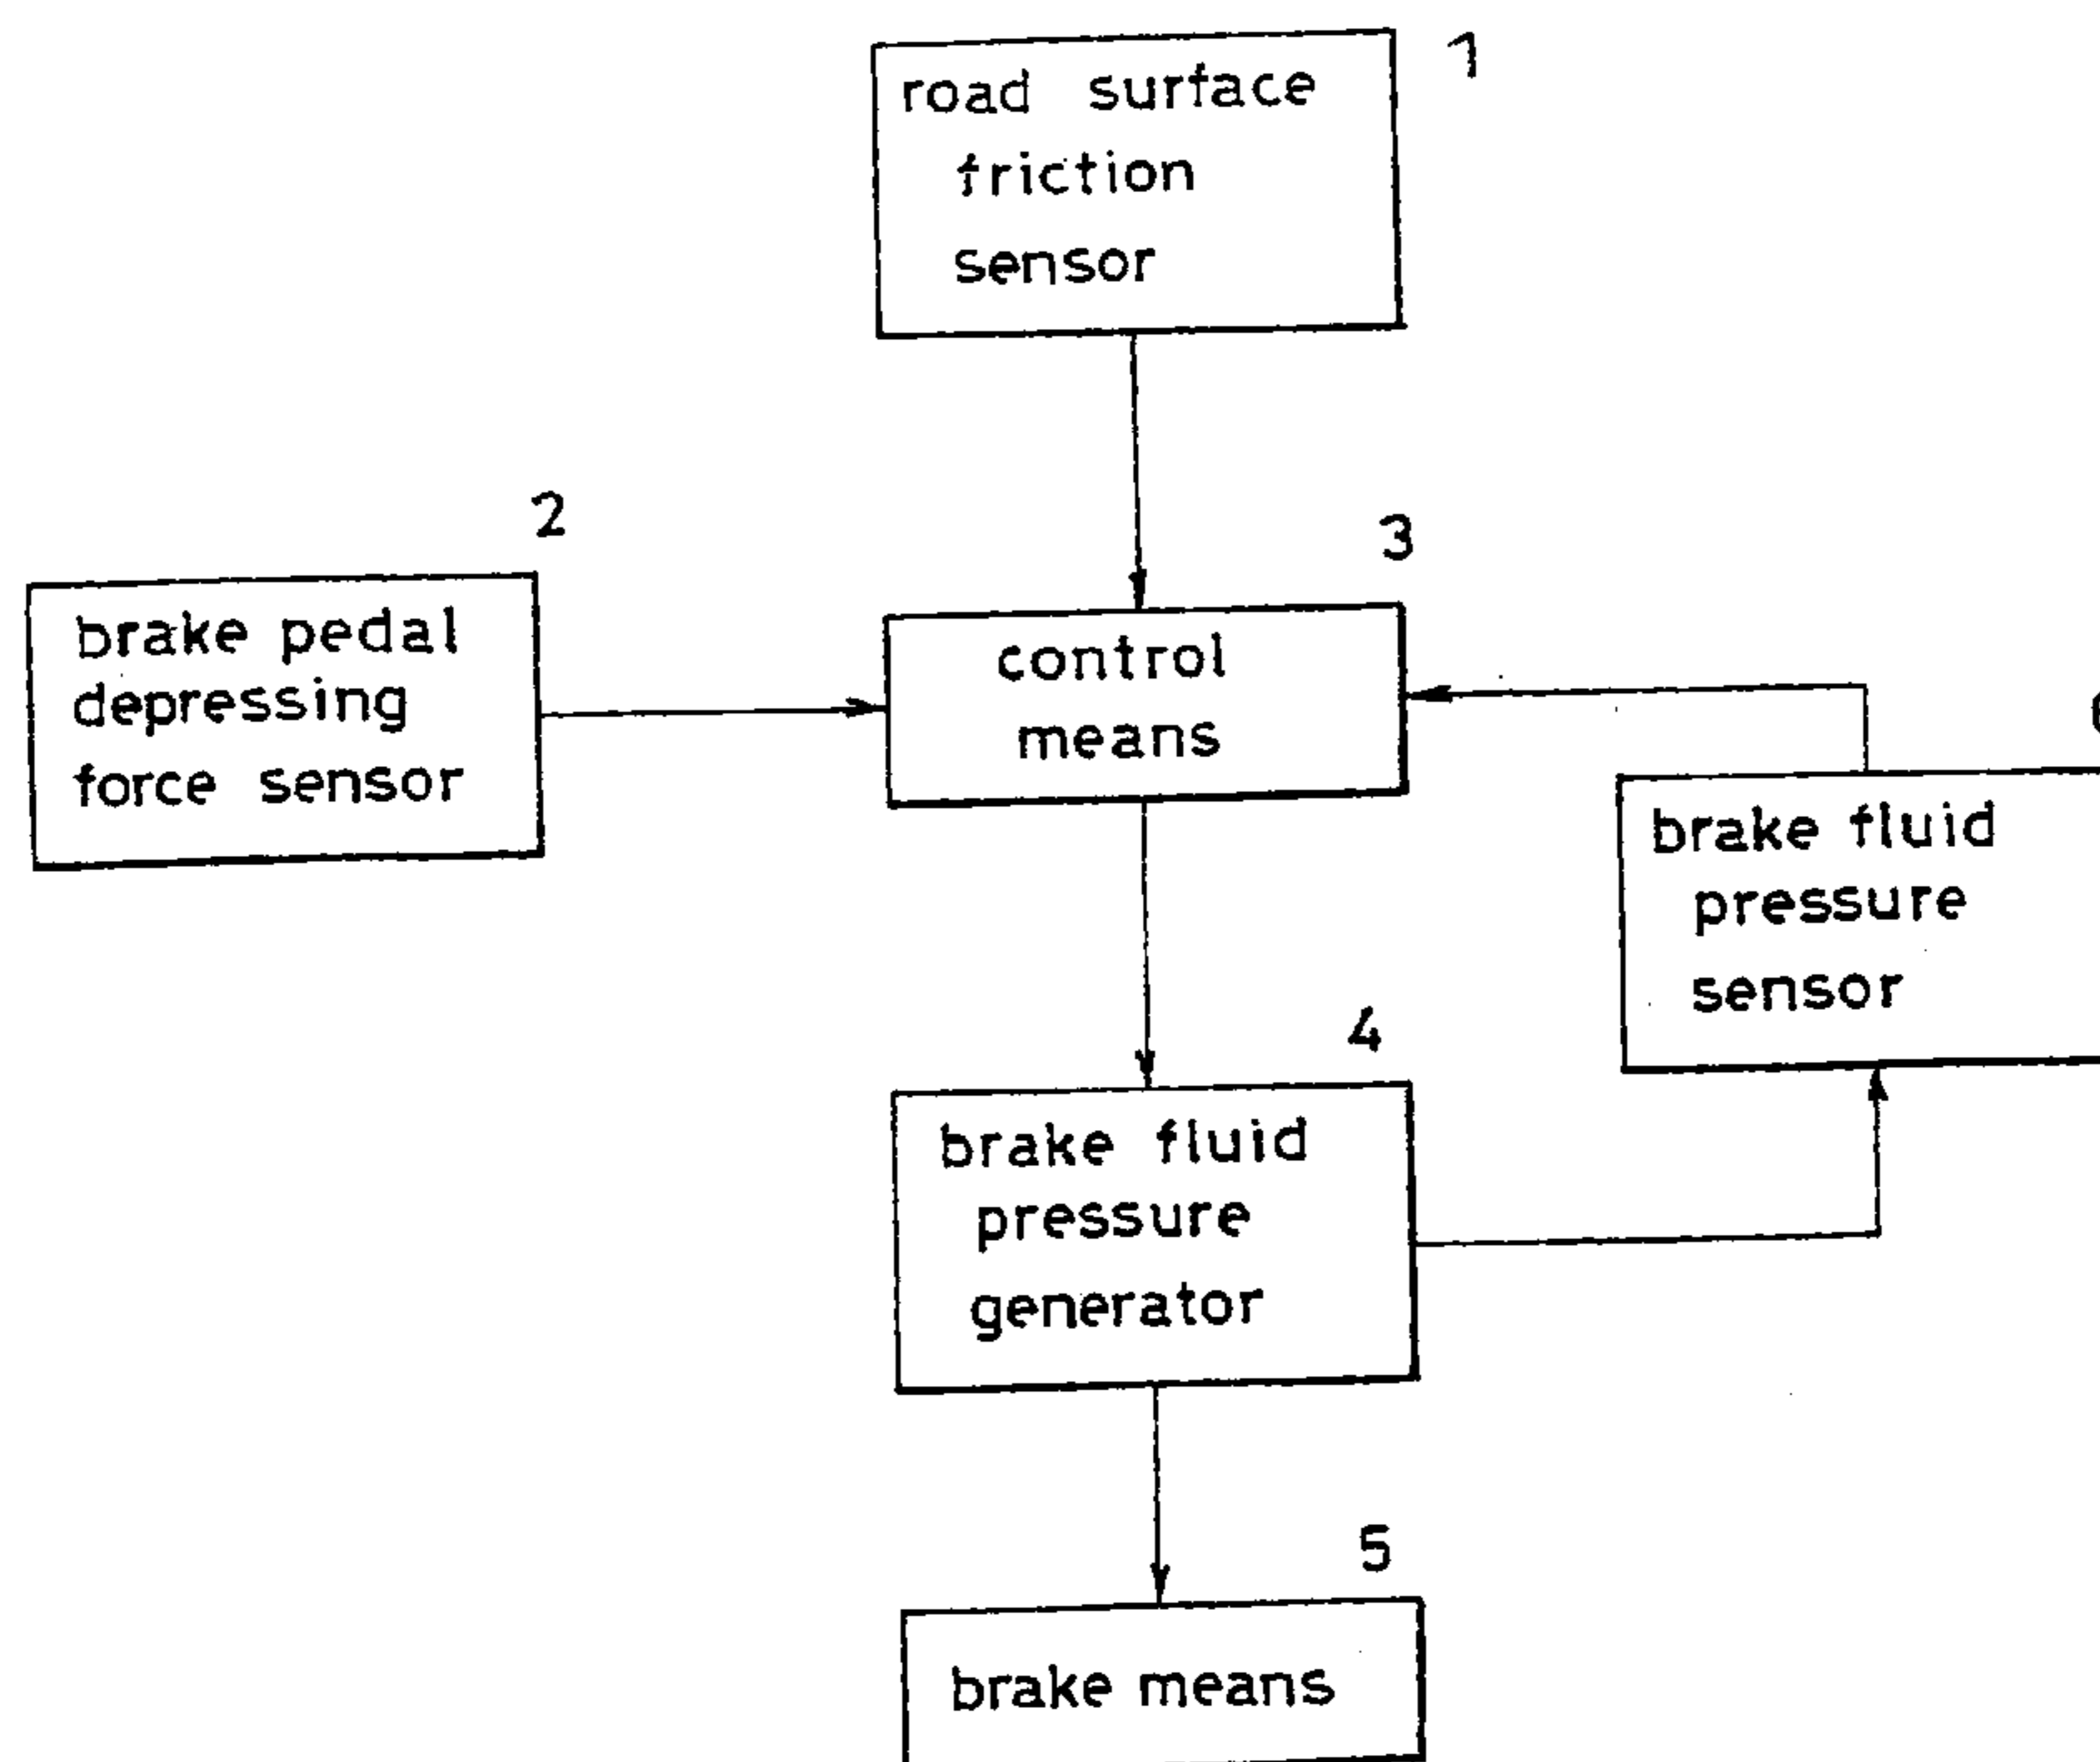 1
road surface
friction
sensor
2
3
brake pedal
depressing
force sensor
control
means
brake fluid
pressure
sensor
4
brake fluid
pressure
generator
5
brake means